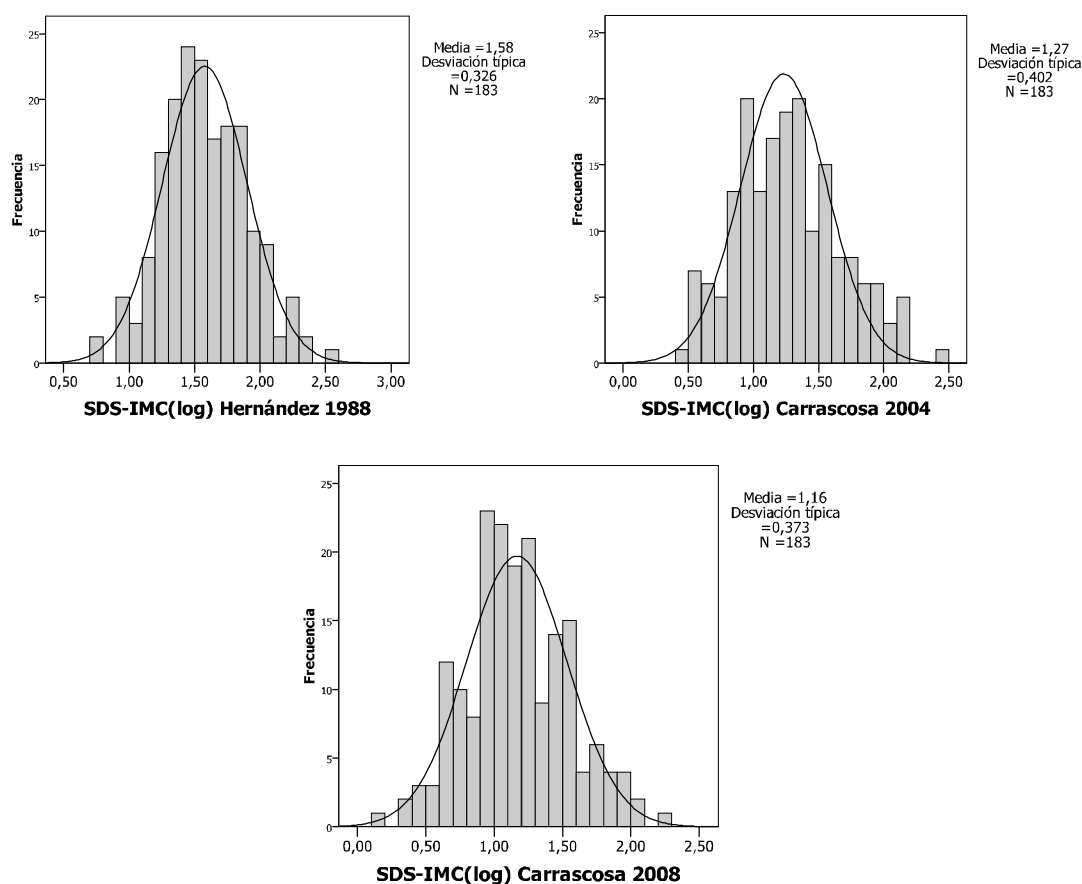 25
20
15
10
5
0
Frecuencia
0,50 1,00 1,50 2,00 2,50 3,00
SDS-IMC(log) Hernández 1988
Media =1,58
Desviación típica
=0,326
N =183
25
20
15
10
5
0
Frecuencia
0,00 0,50 1,00 1,50 2,00 2,50
SDS-IMC(log) Carrascosa 2004
Media =1,27
Desviación típica
=0,402
N =183
25
20
15
10
5
0
Frecuencia
0,00 0,50 1,00 1,50 2,00 2,50
SDS-IMC(log) Carrascosa 2008
Media =1,16
Desviación típica
=0,373
N =183